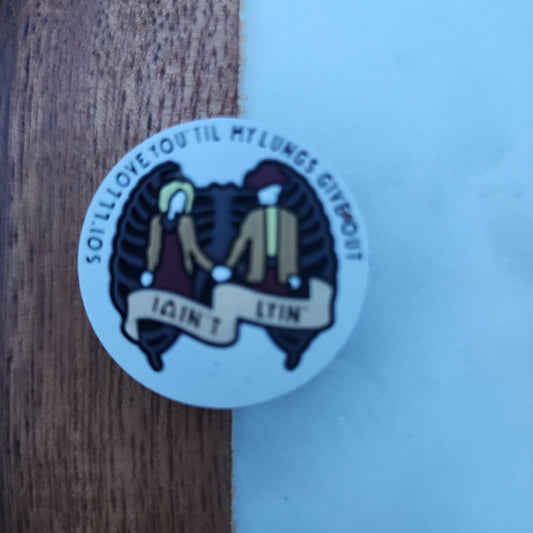 SO I'LL LOVE YOU 'TIL MY LUNGS GIVE OUT
I AIN'T LYIN'